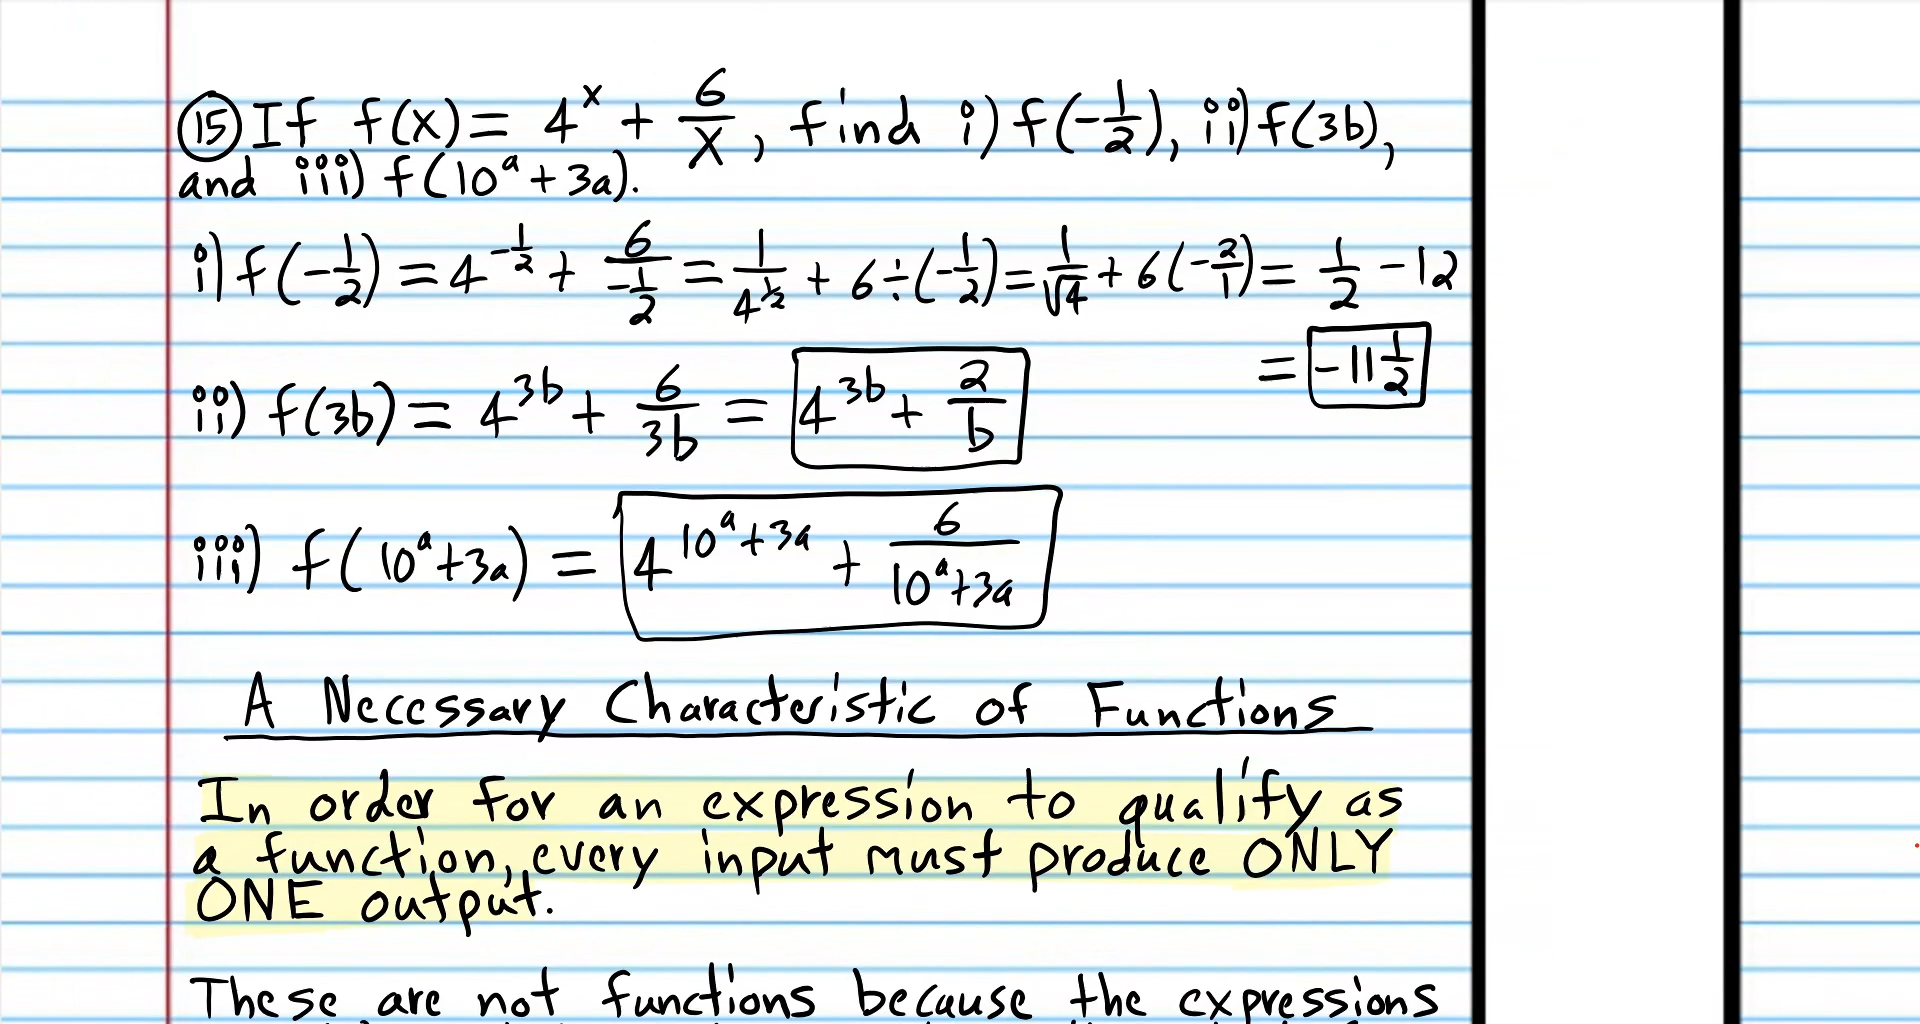 ⑮ If f(x) = 4^x + 6/x, find i) f(-1/2), ii) f(3b),
and iii) f(10^a + 3a).
i) f(-1/2) = 4^(-1/2) + 6/(-1/2) = 1/4^(1/2) + 6 ÷ (-1/2) = 1/√4 + 6(-2/1) = 1/2 - 12
= -11 1/2
ii) f(3b) = 4^(3b) + 6/(3b) = 4^(3b) + 2/b
iii) f(10^a + 3a) = 4^(10^a + 3a) + 6/(10^a + 3a)
A Necessary Characteristic of Functions
In order for an expression to qualify as
a function, every input must produce ONLY
ONE output.
These are not functions because the expressions